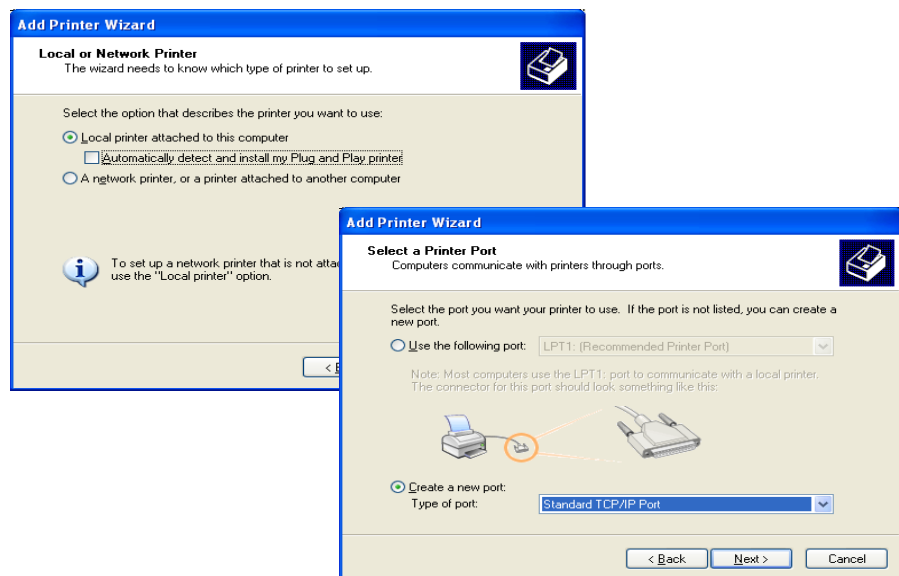 Add Printer Wizard
Local or Network Printer
The wizard needs to know which type of printer to set up.
Select the option that describes the printer you want to use:
Local printer attached to this computer
Automatically detect and install my Plug and Play printer
A network printer, or a printer attached to another computer
To set up a network printer that is not
use the "Local printer" option.
<
Add Printer Wizard
Select a Printer Port
Computers communicate with printers through ports.
Select the port you want your printer to use. If the port is not listed, you can create a
new port.
Use the following port: LPT1: (Recommended Printer Port)
Note: Most computers use the LPT1: port to communicate with a local printer.
The connector for this port should look something like this:
Create a new port:
Type of port: Standard TCP/IP Port
< Back Next > Cancel